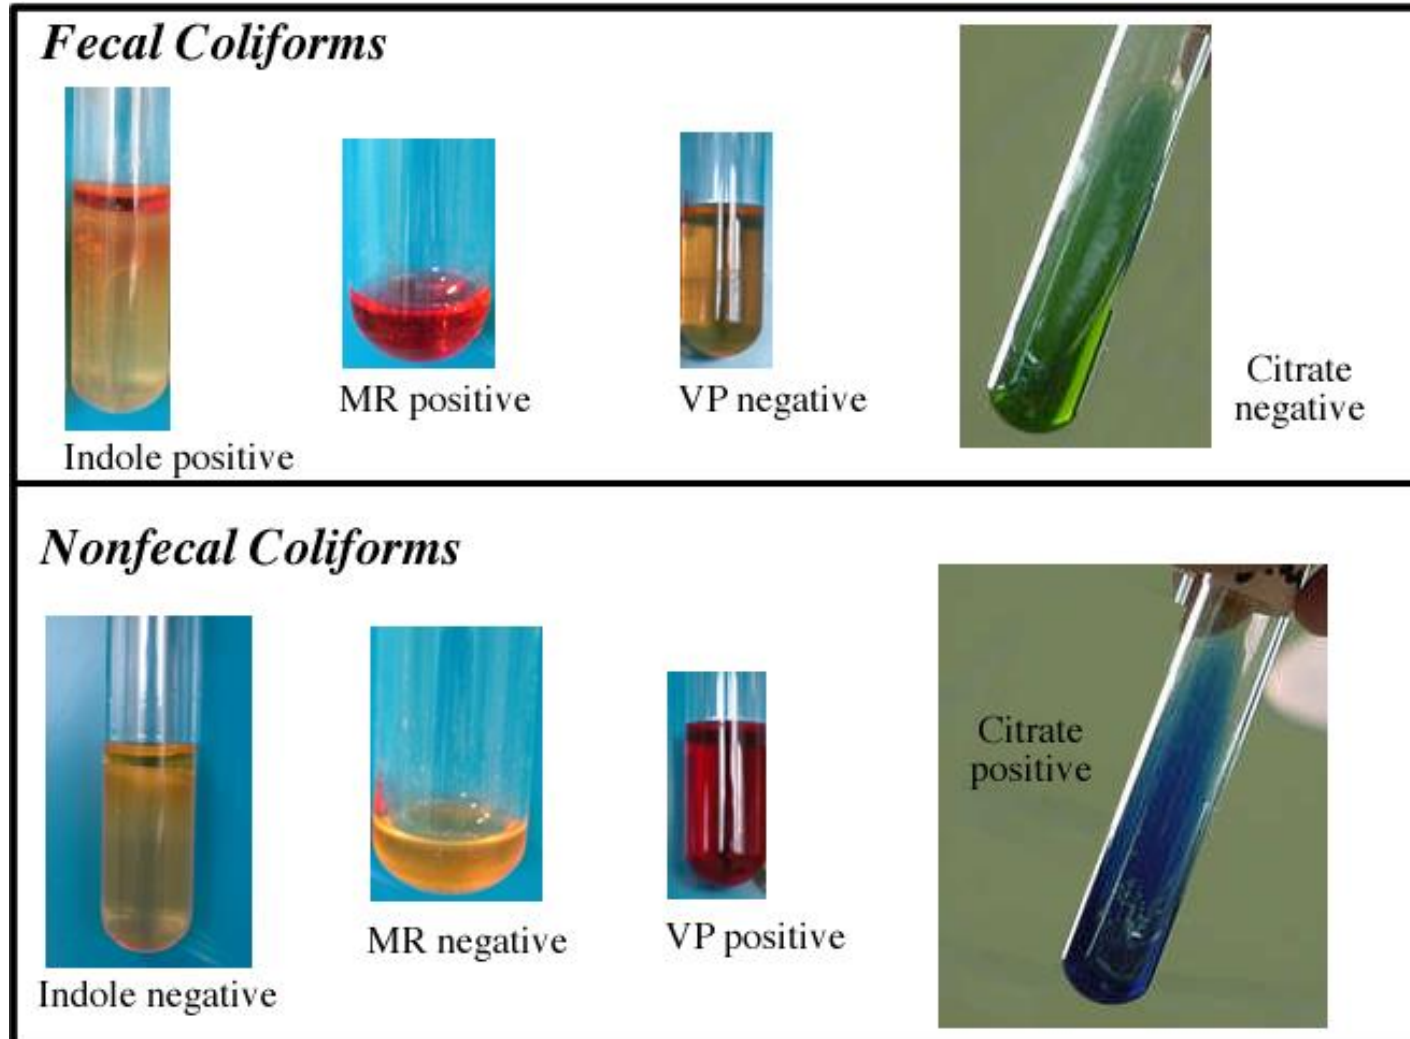 Fecal Coliforms
Indole positive
MR positive
VP negative
Citrate
negative
Nonfecal Coliforms
Indole negative
MR negative
VP positive
Citrate
positive